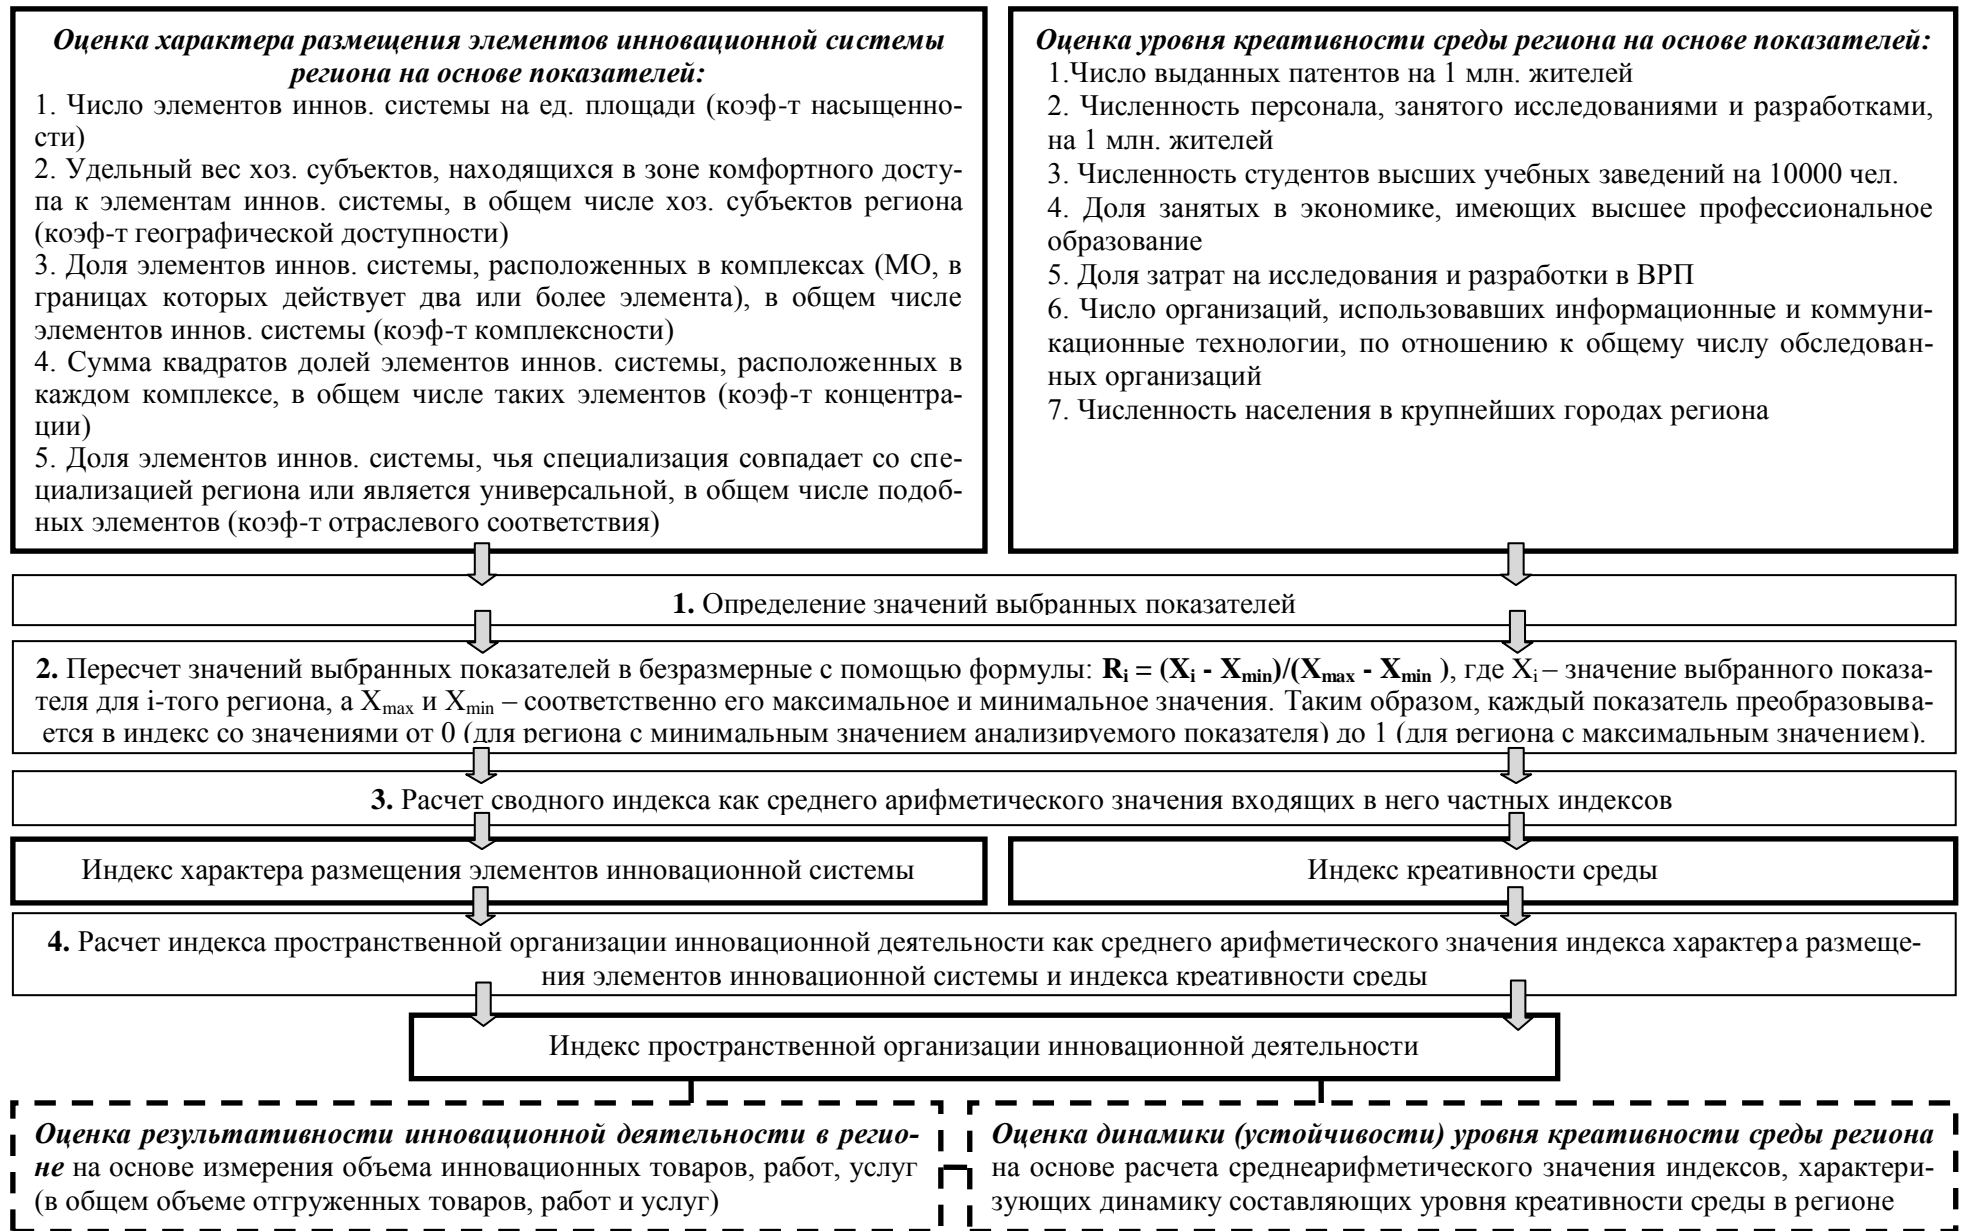 Оценка характера размещения элементов инновационной системы
региона на основе показателей:
1. Число элементов иннов. системы на ед. площади (коэф-т насыщенно-
сти)
2. Удельный вес хоз. субъектов, находящихся в зоне комфортного досту-
па к элементам иннов. системы, в общем числе хоз. субъектов региона
(коэф-т географической доступности)
3. Доля элементов иннов. системы, расположенных в комплексах (МО, в
границах которых действует два или более элемента), в общем числе
элементов иннов. системы (коэф-т комплексности)
4. Сумма квадратов долей элементов иннов. системы, расположенных в
каждом комплексе, в общем числе таких элементов (коэф-т концентра-
ции)
5. Доля элементов иннов. системы, чья специализация совпадает со спе-
циализацией региона или является универсальной, в общем числе подоб-
ных элементов (коэф-т отраслевого соответствия)
Оценка уровня креативности среды региона на основе показателей:
1.Число выданных патентов на 1 млн. жителей
2. Численность персонала, занятого исследованиями и разработками,
на 1 млн. жителей
3. Численность студентов высших учебных заведений на 10000 чел.
4. Доля занятых в экономике, имеющих высшее профессиональное
образование
5. Доля затрат на исследования и разработки в ВРП
6. Число организаций, использовавших информационные и коммуни-
кационные технологии, по отношению к общему числу обследован-
ных организаций
7. Численность населения в крупнейших городах региона
1. Определение значений выбранных показателей
2. Пересчет значений выбранных показателей в безразмерные с помощью формулы: Rᵢ = (Xᵢ - Xmin)/(Xmax - Xmin ), где Xᵢ – значение выбранного показа-
теля для i-того региона, а Xmax и Xmin – соответственно его максимальное и минимальное значения. Таким образом, каждый показатель преобразовыва-
ется в индекс со значениями от 0 (для региона с минимальным значением анализируемого показателя) до 1 (для региона с максимальным значением).
3. Расчет сводного индекса как среднего арифметического значения входящих в него частных индексов
Индекс характера размещения элементов инновационной системы
Индекс креативности среды
4. Расчет индекса пространственной организации инновационной деятельности как среднего арифметического значения индекса характера размеще-
ния элементов инновационной системы и индекса креативности среды
Индекс пространственной организации инновационной деятельности
Оценка результативности инновационной деятельности в регио-
не на основе измерения объема инновационных товаров, работ, услуг
(в общем объеме отгруженных товаров, работ и услуг)
Оценка динамики (устойчивости) уровня креативности среды региона
на основе расчета среднеарифметического значения индексов, характери-
зующих динамику составляющих уровня креативности среды в регионе